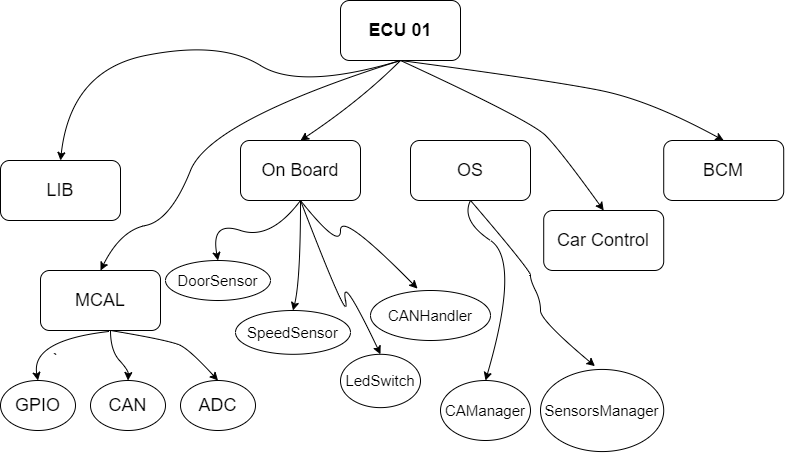 ECU 01
LIB
On Board
OS
BCM
Car Control
MCAL
DoorSensor
SpeedSensor
CANHandler
LedSwitch
GPIO
CAN
ADC
CAManager
SensorsManager